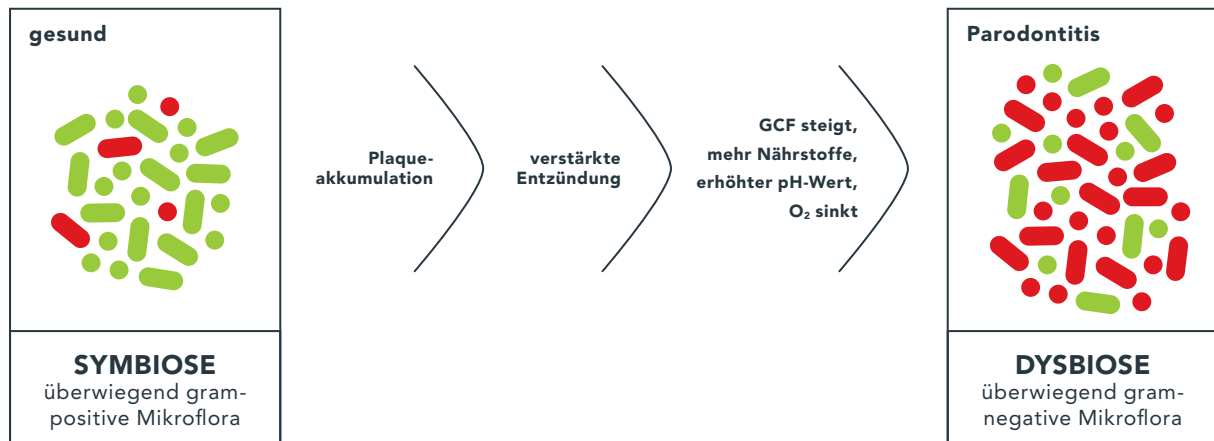 gesund
SYMBIOSE
überwiegend gram-
positive Mikroflora
Plaque-
akkumulation
verstärkte
Entzündung
GCF steigt,
mehr Nährstoffe,
erhöhter pH-Wert,
O₂ sinkt
Parodontitis
DYSBIOSE
überwiegend gram-
negative Mikroflora